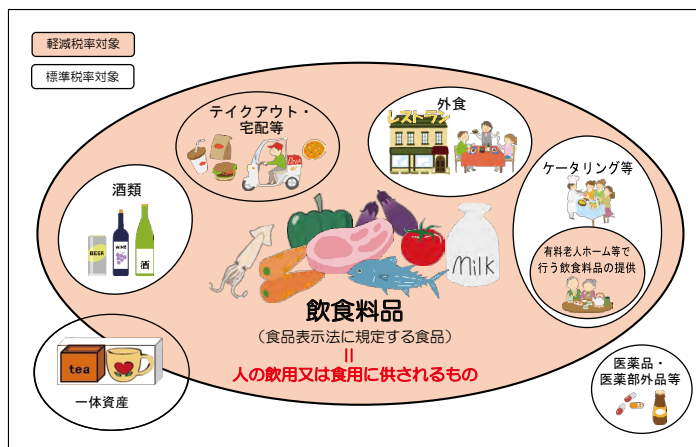 軽減税率対象
標準税率対象
テイクアウト・
宅配等
外食
レストラン
ケータリング等
酒類
BEER
WINE
酒
Milk
有料老人ホーム等で
行う飲食料品の提供
飲食料品
（食品表示法に規定する食品）
＝
人の飲用又は食用に供されるもの
tea
一体資産
医薬品・
医薬部外品等